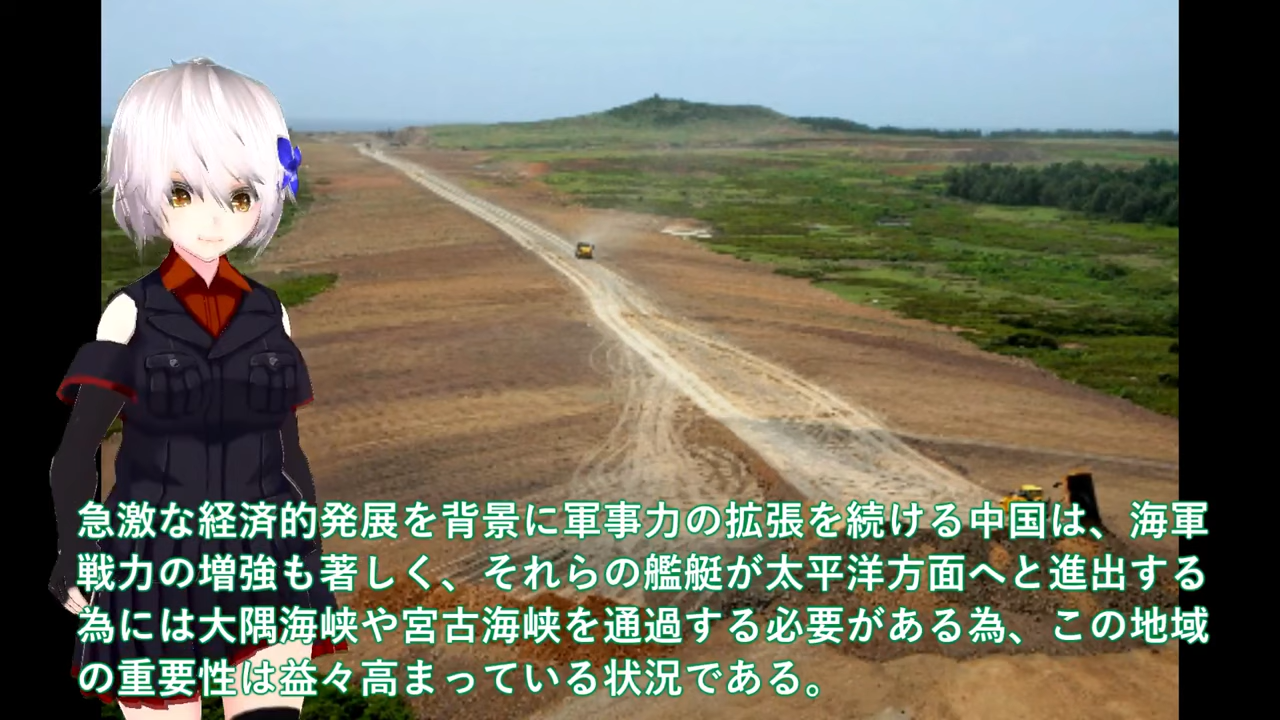 急激な経済的発展を背景に軍事力の拡張を続ける中国は、海軍
戦力の増強も著しく、それらの艦艇が太平洋方面へと進出する
為には大隅海峡や宮古海峡を通過する必要がある為、この地域
の重要性は益々高まっている状況である。